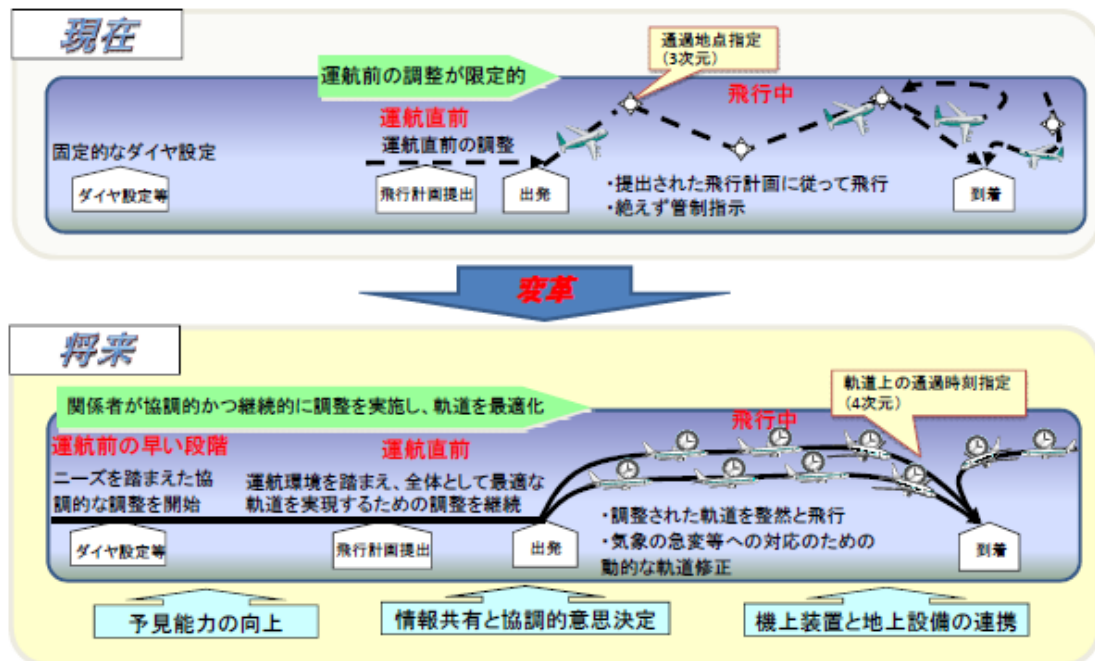 現在
運航前の調整が限定的
通過地点指定
(3次元)
飛行中
運航直前
運航直前の調整
固定的なダイヤ設定
ダイヤ設定等
飛行計画提出
出発
・提出された飛行計画に従って飛行
・絶えず管制指示
到着
変革
将来
関係者が協調的かつ継続的に調整を実施し、軌道を最適化
軌道上の通過時刻指定
(4次元)
飛行中
運航前の早い段階
運航直前
ニーズを踏まえた協
調的な調整を開始
運航環境を踏まえ、全体として最適な
軌道を実現するための調整を継続
・調整された軌道を整然と飛行
・気象の急変等への対応のための
動的な軌道修正
ダイヤ設定等
飛行計画提出
出発
到着
予見能力の向上
情報共有と協調的意思決定
機上装置と地上設備の連携